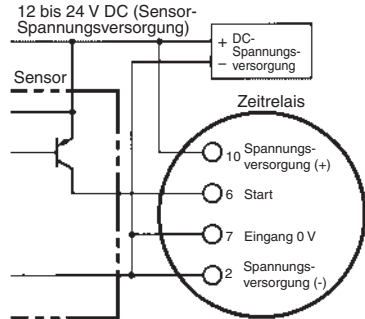 12 bis 24 V DC (Sensor-
Spannungsversorgung)
+ DC-
Spannungs-
− versorgung
Sensor
Zeitrelais
10 Spannungs-
versorgung (+)
6 Start
7 Eingang 0 V
2 Spannungs-
versorgung (-)